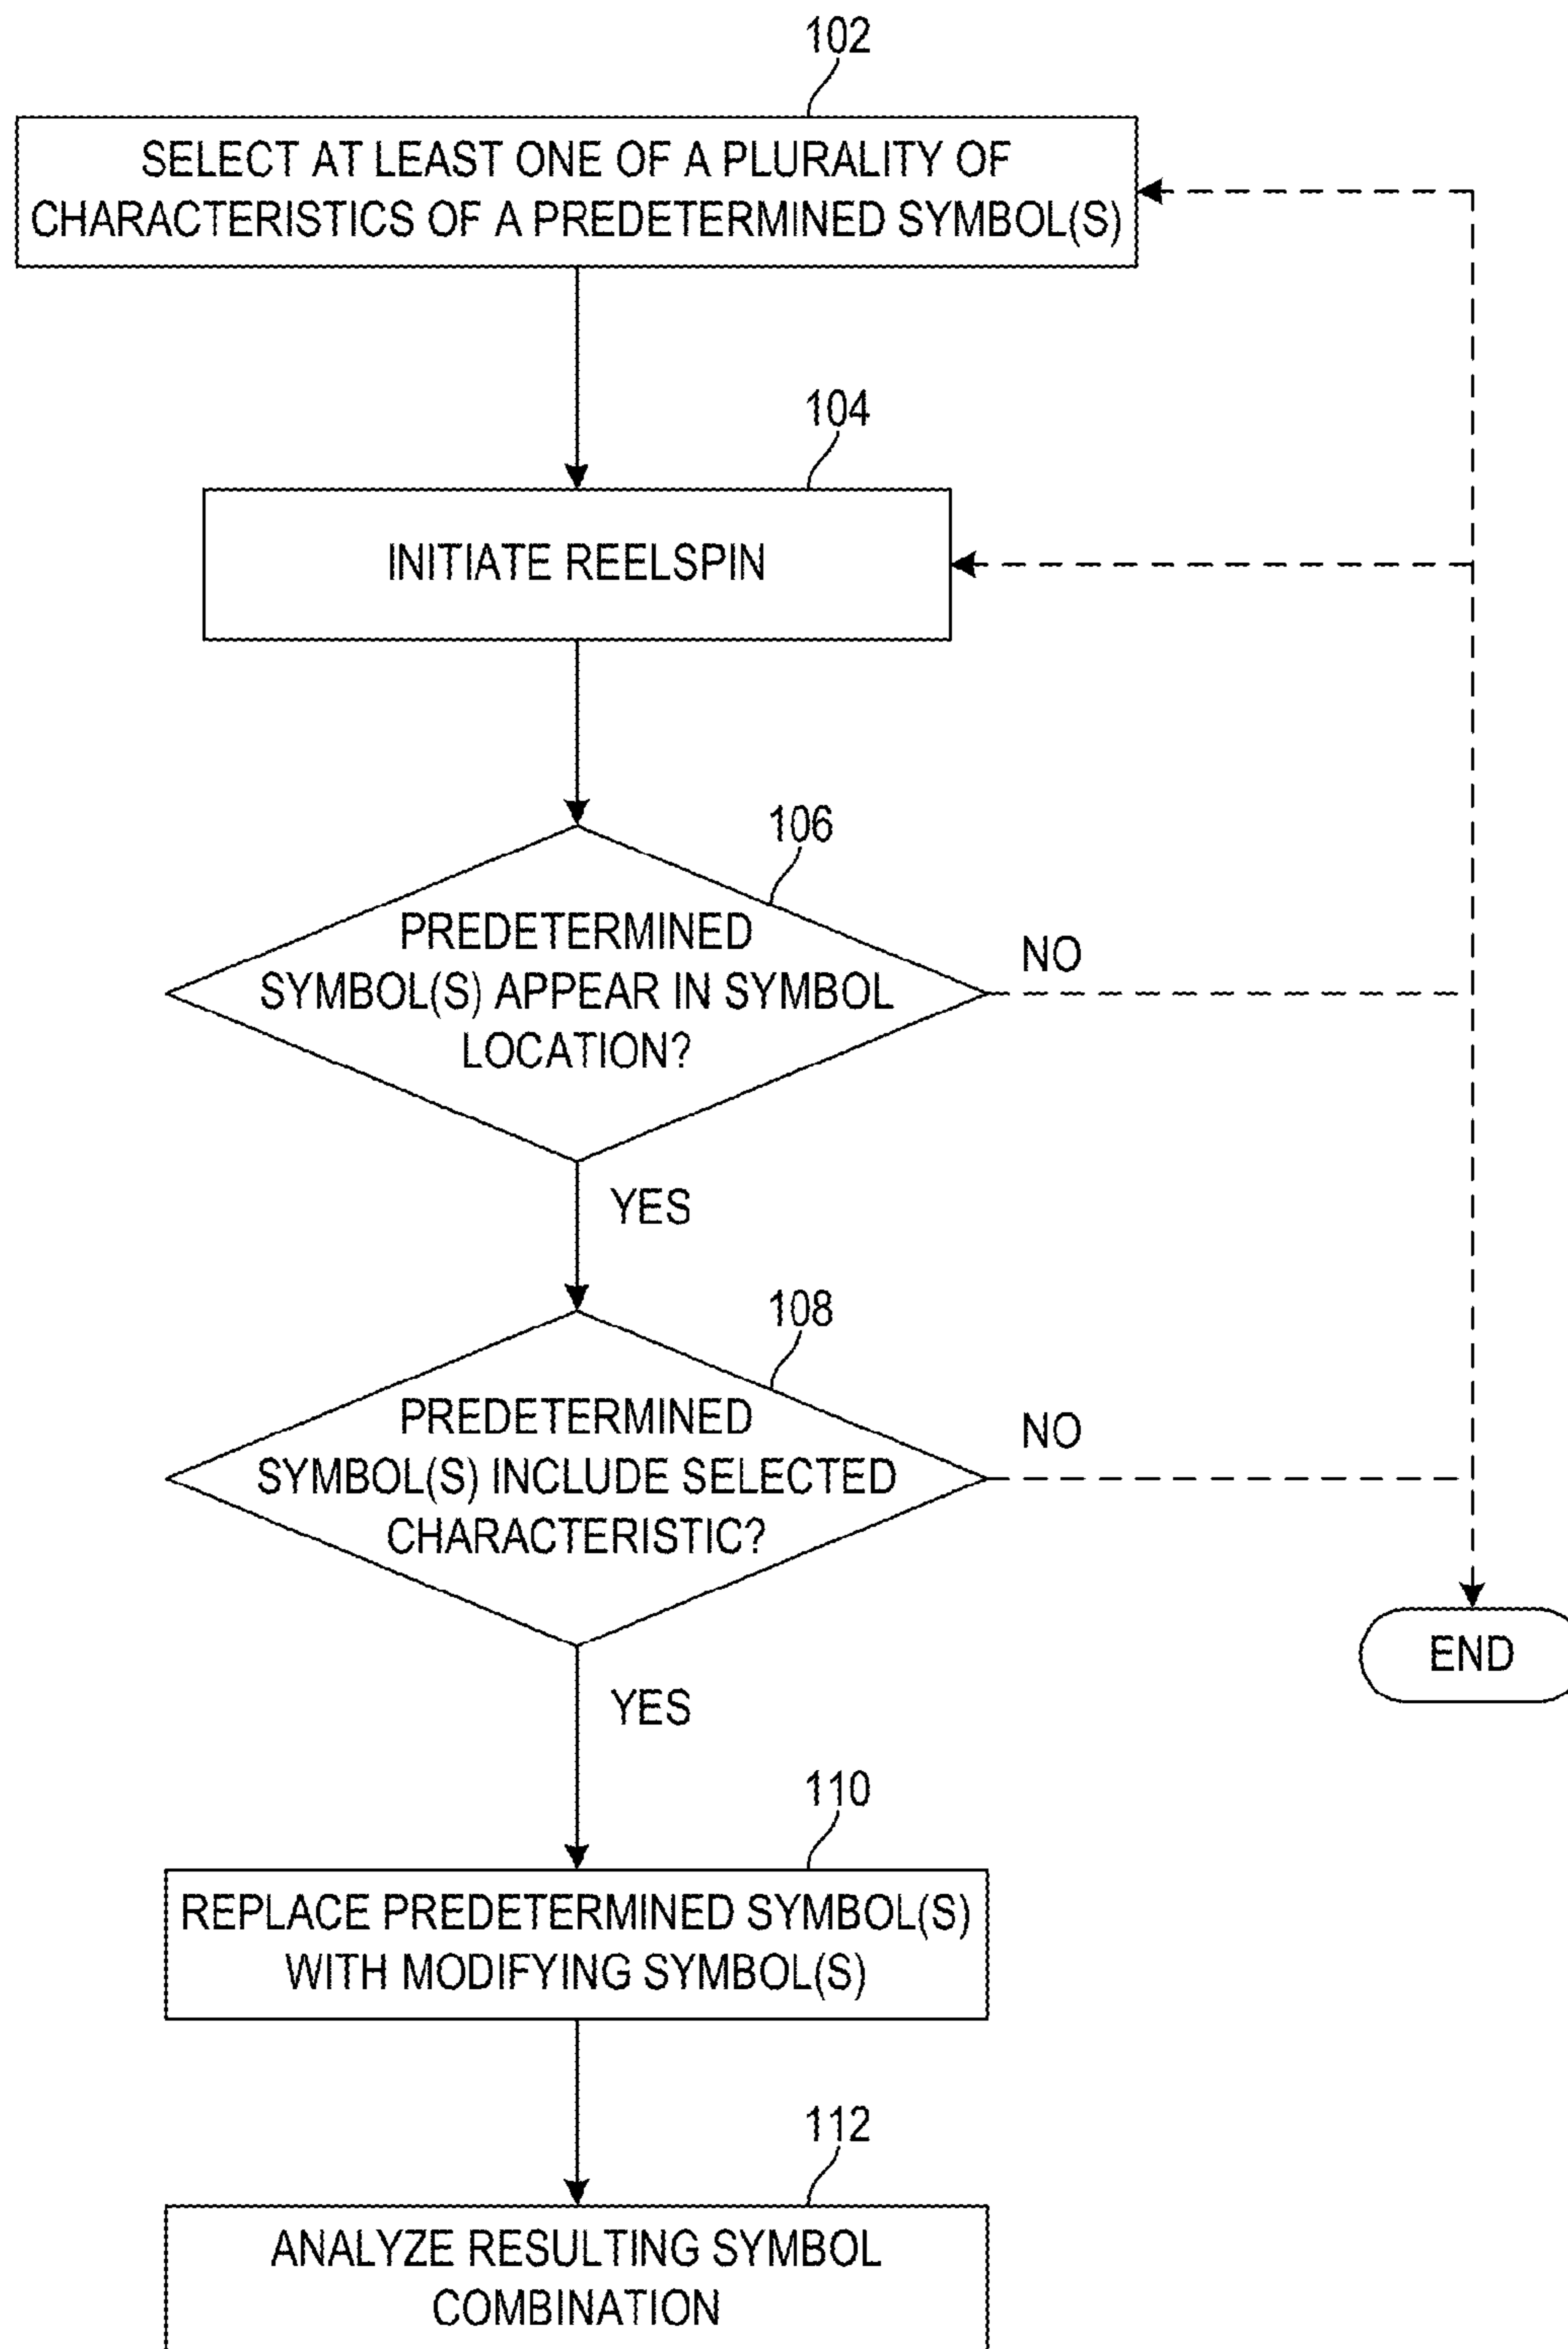 102
SELECT AT LEAST ONE OF A PLURALITY OF
CHARACTERISTICS OF A PREDETERMINED SYMBOL(S)
104
INITIATE REELSPIN
106
PREDETERMINED
SYMBOL(S) APPEAR IN SYMBOL
LOCATION?
NO
YES
108
PREDETERMINED
SYMBOL(S) INCLUDE SELECTED
CHARACTERISTIC?
NO
END
YES
110
REPLACE PREDETERMINED SYMBOL(S)
WITH MODIFYING SYMBOL(S)
112
ANALYZE RESULTING SYMBOL
COMBINATION